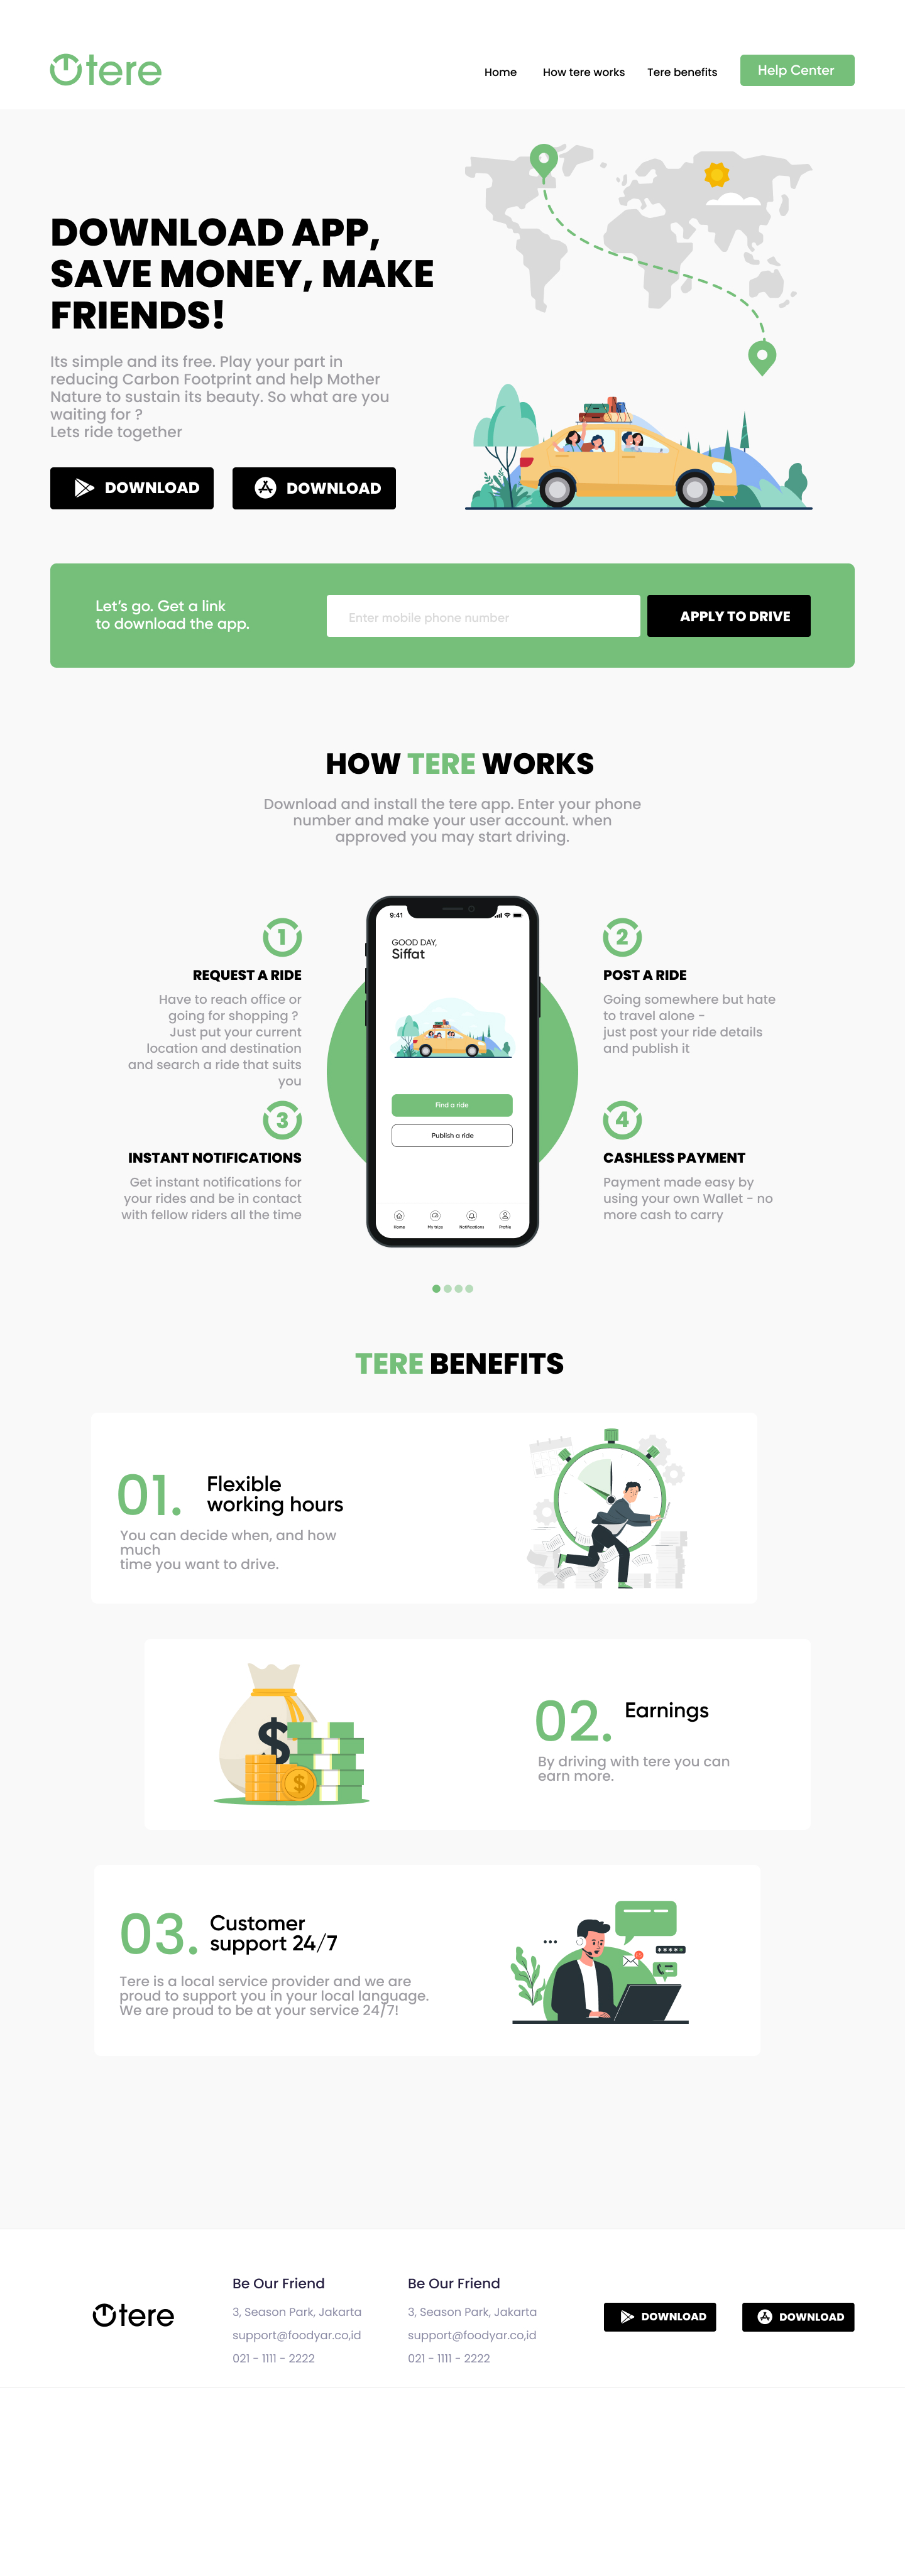 tere
Home How tere works Tere benefits Help Center
DOWNLOAD APP,
SAVE MONEY, MAKE
FRIENDS!
Its simple and its free. Play your part in
reducing Carbon Footprint and help Mother
Nature to sustain its beauty. So what are you
waiting for ?
Lets ride together
DOWNLOAD
DOWNLOAD
Let's go. Get a link
to download the app.
Enter mobile phone number
APPLY TO DRIVE
HOW TERE WORKS
Download and install the tere app. Enter your phone
number and make your user account. when
approved you may start driving.
1
REQUEST A RIDE
Have to reach office or
going for shopping ?
Just put your current
location and destination
and search a ride that suits
you
3
INSTANT NOTIFICATIONS
Get instant notifications for
your rides and be in contact
with fellow riders all the time
9:41
GOOD DAY,
Siffat
Find a ride
Publish a ride
Home My trips Notifications Profile
2
POST A RIDE
Going somewhere but hate
to travel alone -
just post your ride details
and publish it
4
CASHLESS PAYMENT
Payment made easy by
using your own Wallet - no
more cash to carry
TERE BENEFITS
01.
Flexible
working hours
You can decide when, and how
much
time you want to drive.
$
$
02.
Earnings
By driving with tere you can
earn more.
03.
Customer
support 24/7
Tere is a local service provider and we are
proud to support you in your local language.
We are proud to be at your service 24/7!
tere
Be Our Friend
3, Season Park, Jakarta
support@foodyar.co,id
021 - 1111 - 2222
Be Our Friend
3, Season Park, Jakarta
support@foodyar.co,id
021 - 1111 - 2222
DOWNLOAD
DOWNLOAD